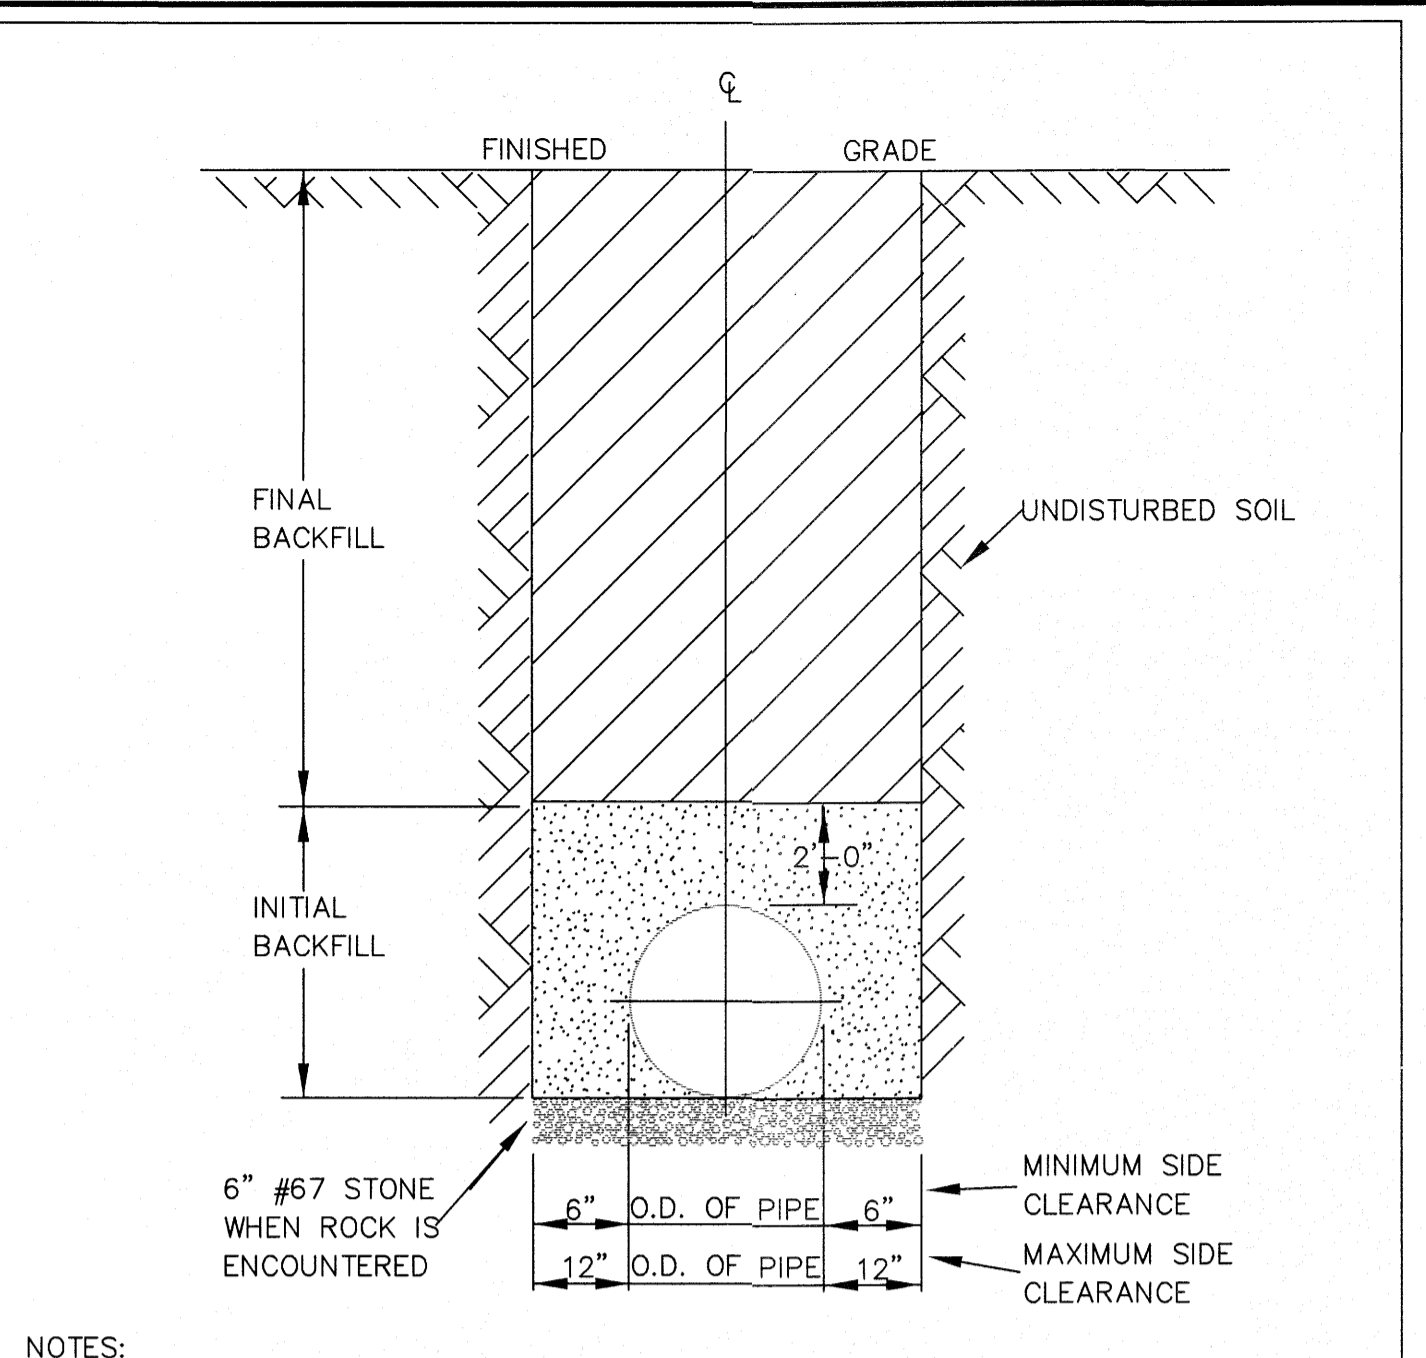 ℄
FINISHED GRADE
FINAL
BACKFILL
UNDISTURBED SOIL
2'-0"
INITIAL
BACKFILL
6" #67 STONE
WHEN ROCK IS
ENCOUNTERED
6" O.D. OF PIPE 6"
12" O.D. OF PIPE 12"
MINIMUM SIDE
CLEARANCE
MAXIMUM SIDE
CLEARANCE
NOTES: